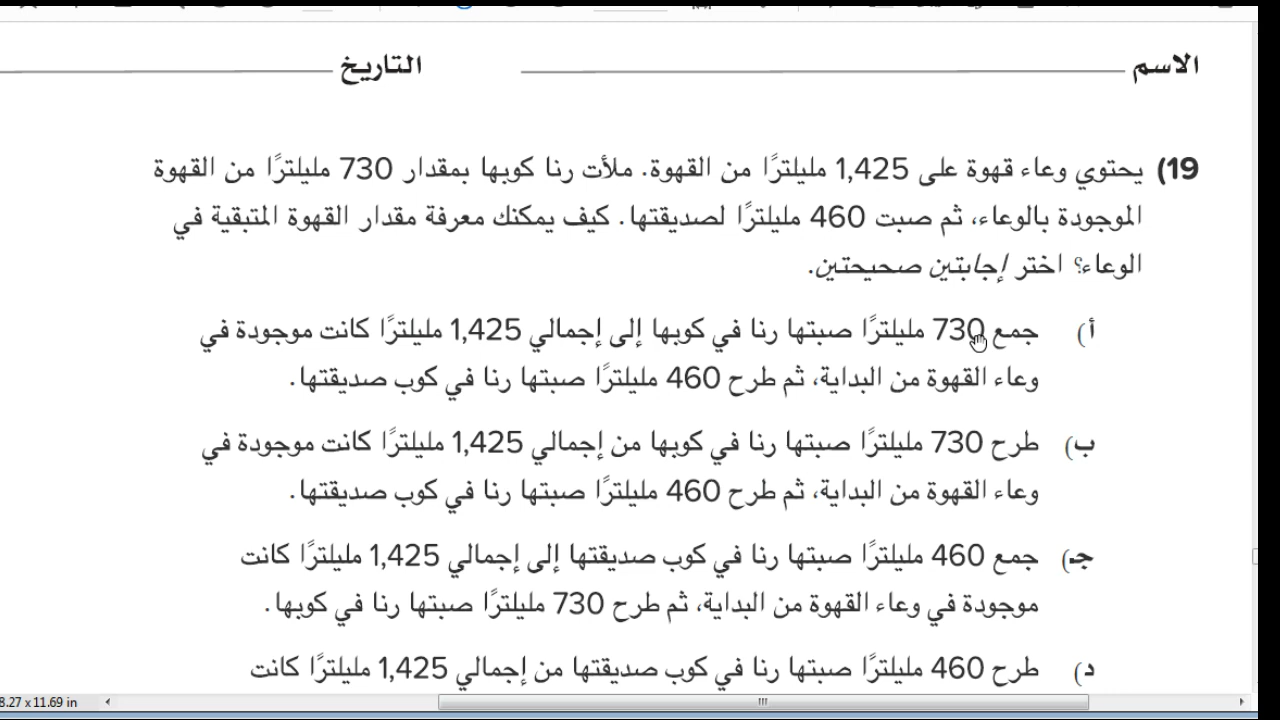 الاسم التاريخ
19) يحتوي وعاء قهوة على 1,425 مليلترًا من القهوة. ملأت رنا كوبها بمقدار 730 مليلترًا من القهوة
الموجودة بالوعاء، ثم صبت 460 مليلترًا لصديقتها. كيف يمكنك معرفة مقدار القهوة المتبقية في
الوعاء؟ اختر إجابتين صحيحتين.
أ) جمع 730 مليلترًا صبتها رنا في كوبها إلى إجمالي 1,425 مليلترًا كانت موجودة في
وعاء القهوة من البداية، ثم طرح 460 مليلترًا صبتها رنا في كوب صديقتها.
ب) طرح 730 مليلترًا صبتها رنا في كوبها من إجمالي 1,425 مليلترًا كانت موجودة في
وعاء القهوة من البداية، ثم طرح 460 مليلترًا صبتها رنا في كوب صديقتها.
جـ) جمع 460 مليلترًا صبتها رنا في كوب صديقتها إلى إجمالي 1,425 مليلترًا كانت
موجودة في وعاء القهوة من البداية، ثم طرح 730 مليلترًا صبتها رنا في كوبها.
د) طرح 460 مليلترًا صبتها رنا في كوب صديقتها من إجمالي 1,425 مليلترًا كانت
8.27 x 11.69 in